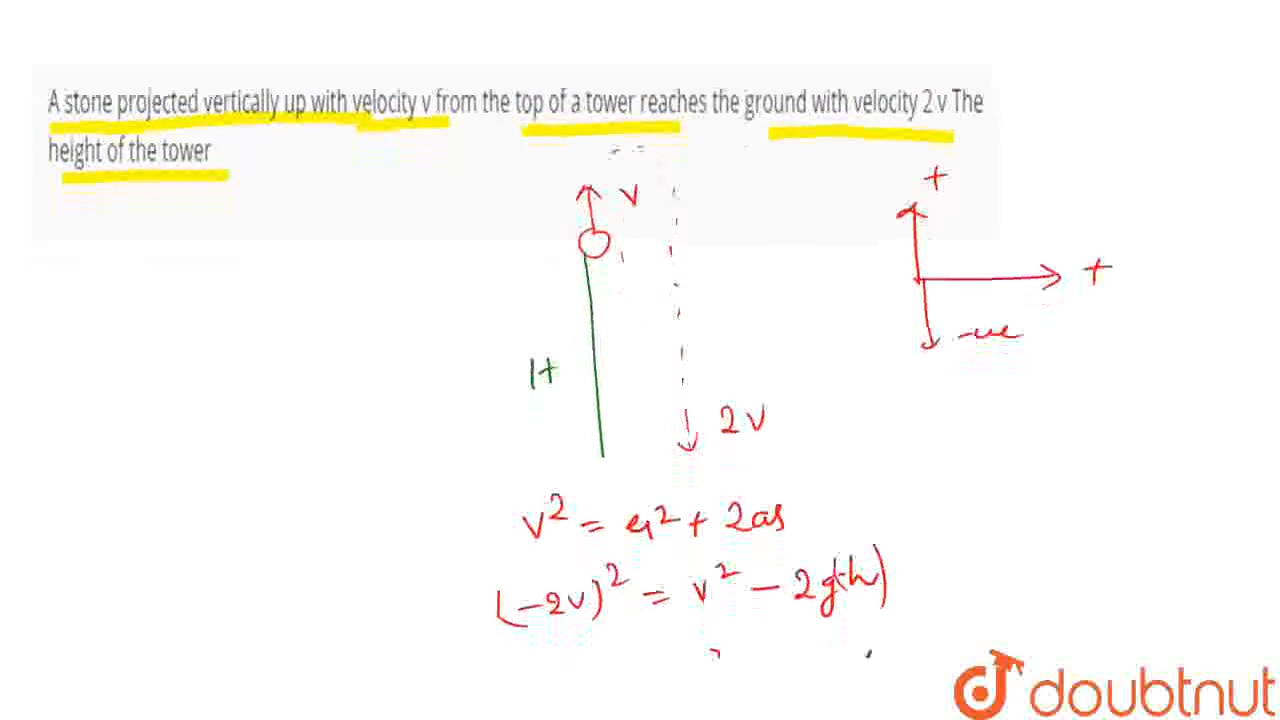 A stone projected vertically up with velocity v from the top of a tower reaches the ground with velocity 2 v The
height of the tower
+
v
+
-ve
H
2V
v² = u² + 2as
(-2v)² = v² - 2g(-h)
doubtnut